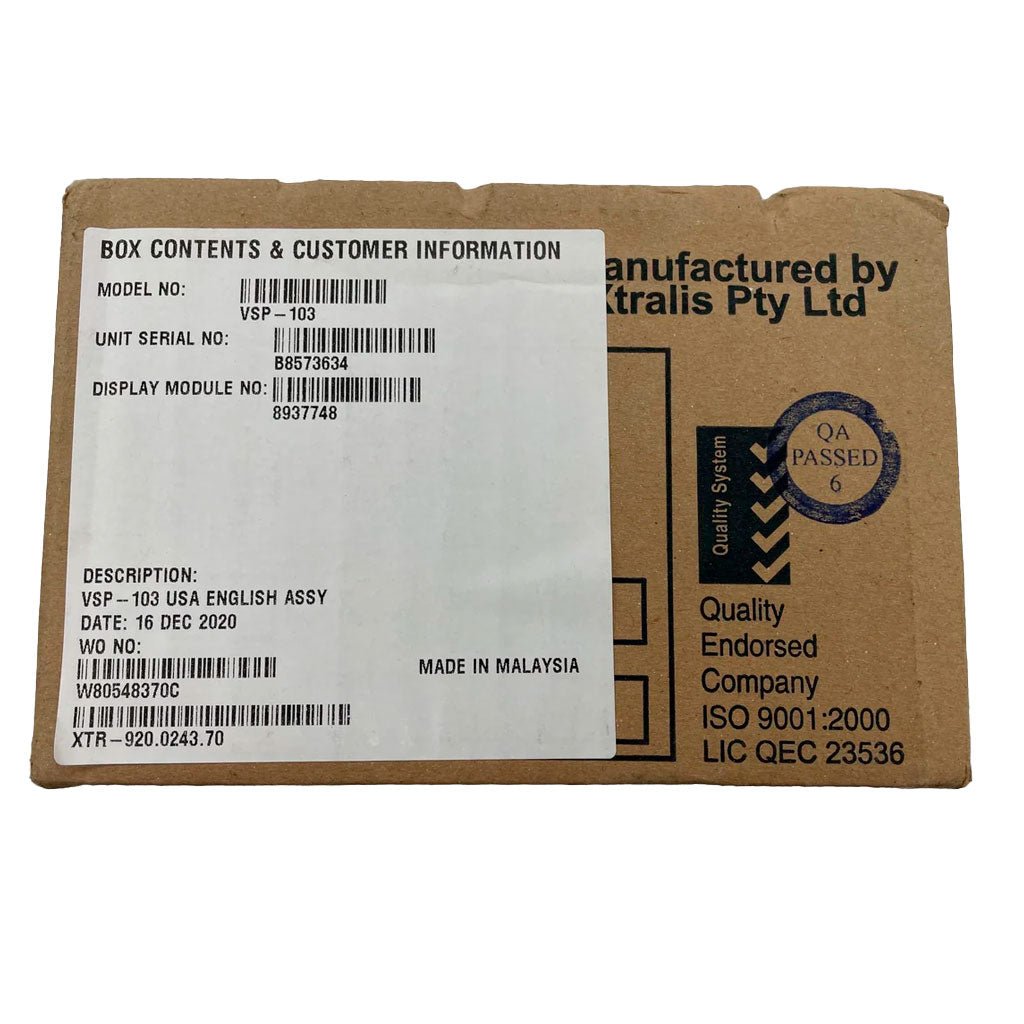 BOX CONTENTS & CUSTOMER INFORMATION
MODEL NO:
VSP-103
UNIT SERIAL NO:
B8573634
DISPLAY MODULE NO:
8937748
DESCRIPTION:
VSP-103 USA ENGLISH ASSY
DATE: 16 DEC 2020
WO NO:
W80548370C
MADE IN MALAYSIA
XTR-920.0243.70
anufactured by
Xtralis Pty Ltd
Quality System
QA
PASSED
6
Quality
Endorsed
Company
ISO 9001:2000
LIC QEC 23536